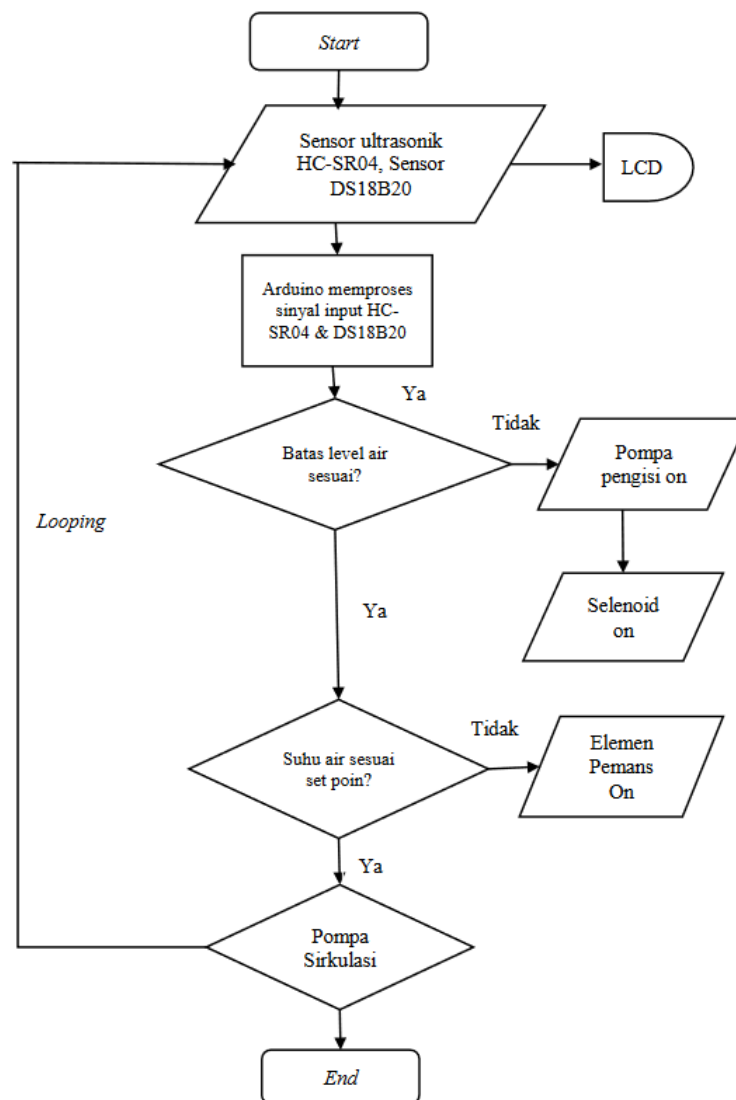 Start
Sensor ultrasonik
HC-SR04, Sensor
DS18B20
LCD
Arduino memproses
sinyal input HC-
SR04 & DS18B20
Ya
Tidak
Batas level air
sesuai?
Pompa
pengisi on
Looping
Selenoid
on
Ya
Tidak
Suhu air sesuai
set poin?
Elemen
Pemans
On
Ya
Pompa
Sirkulasi
End